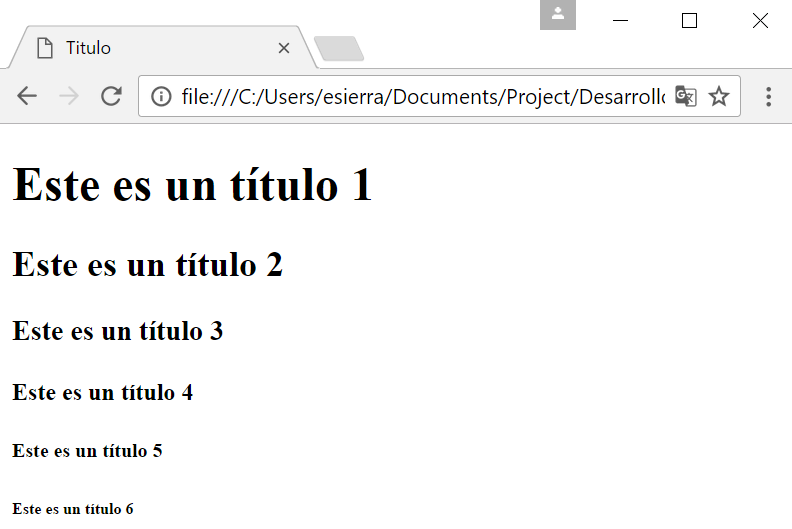 Titulo
file:///C:/Users/esierra/Documents/Project/Desarrollo
Este es un título 1
Este es un título 2
Este es un título 3
Este es un título 4
Este es un título 5
Este es un título 6